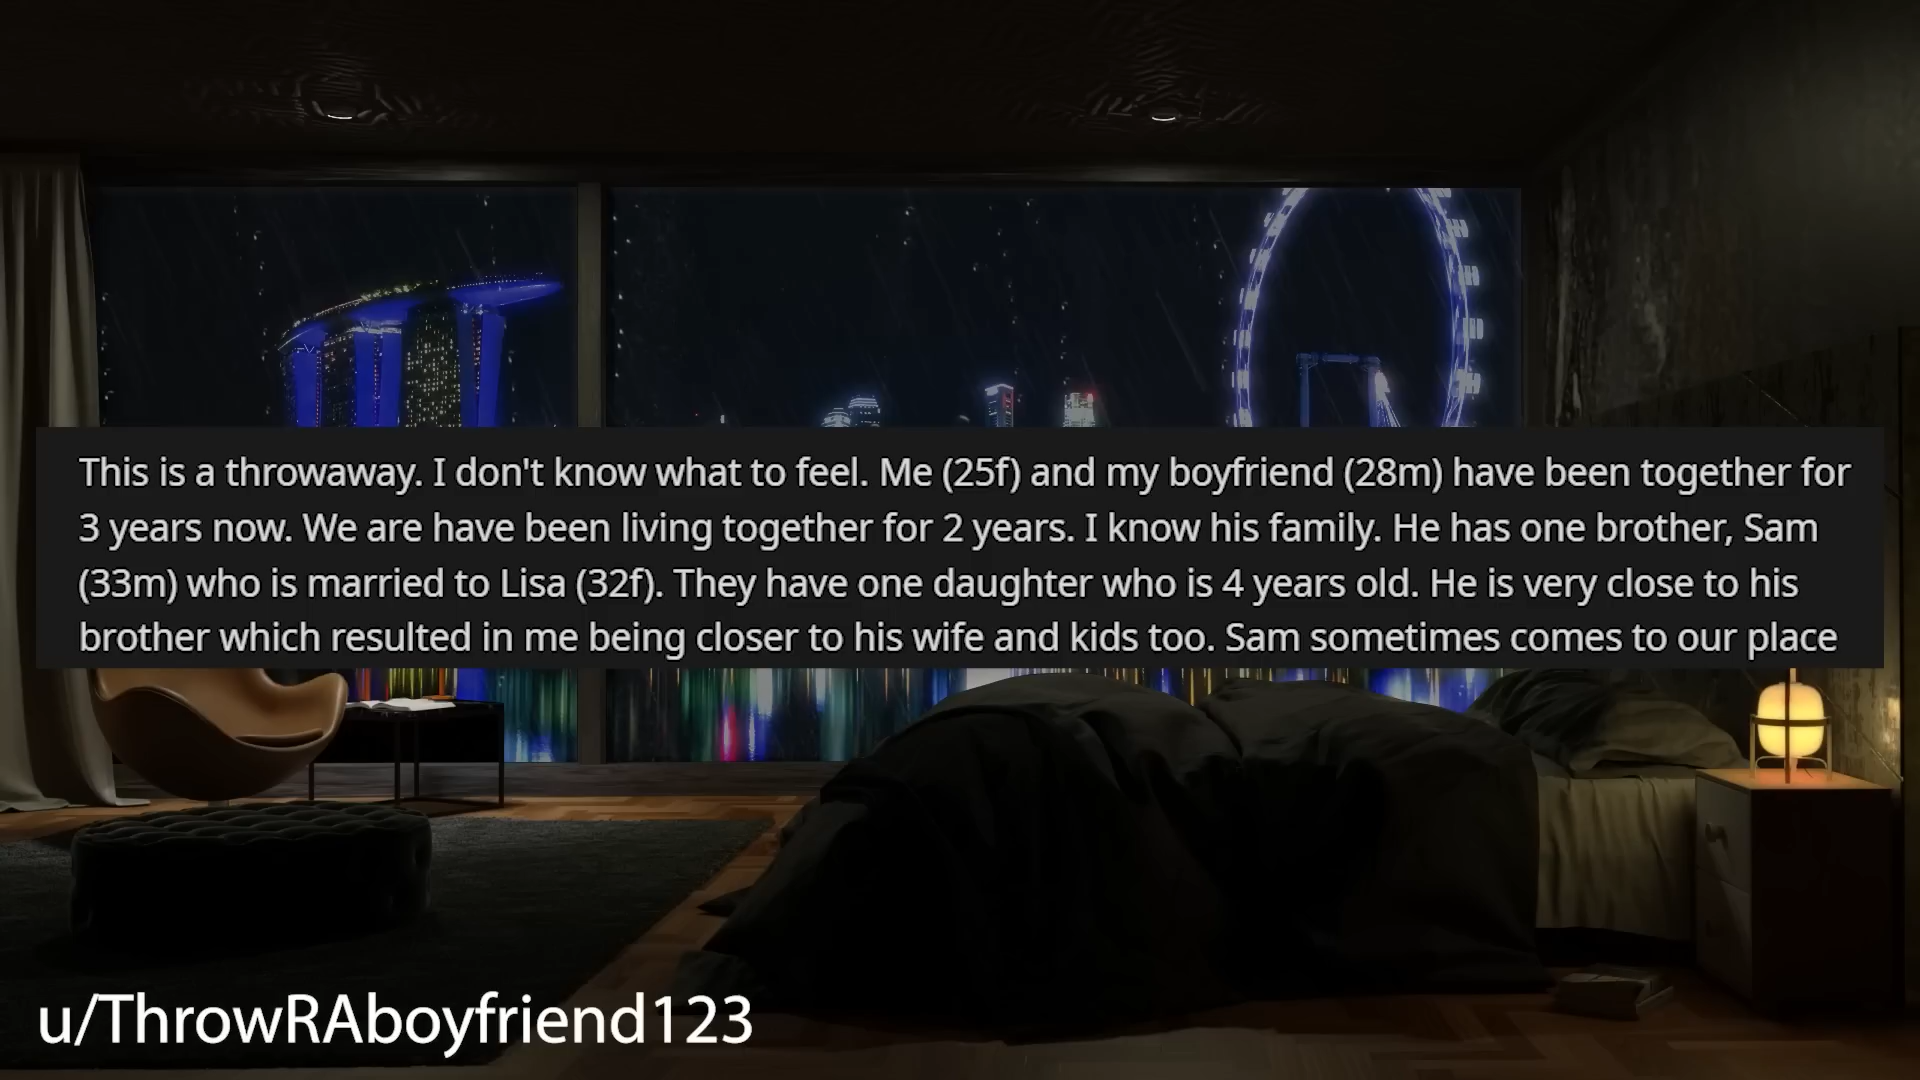 This is a throwaway. I don't know what to feel. Me (25f) and my boyfriend (28m) have been together for
3 years now. We are have been living together for 2 years. I know his family. He has one brother, Sam
(33m) who is married to Lisa (32f). They have one daughter who is 4 years old. He is very close to his
brother which resulted in me being closer to his wife and kids too. Sam sometimes comes to our place
u/ThrowRAboyfriend123